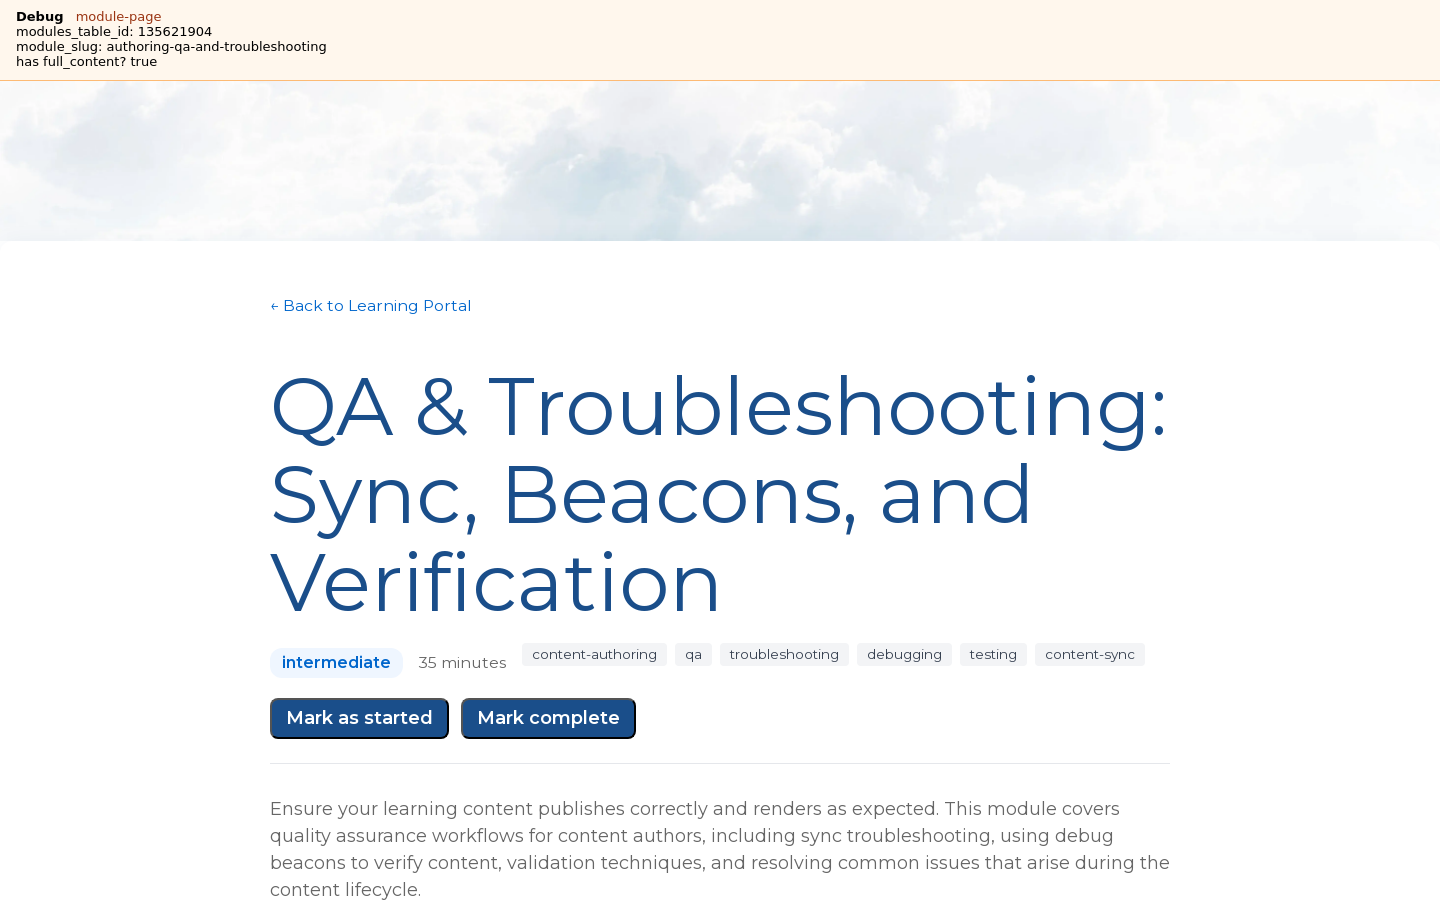 Debug module-page
modules_table_id: 135621904
module_slug: authoring-qa-and-troubleshooting
has full_content? true
← Back to Learning Portal
QA & Troubleshooting:
Sync, Beacons, and
Verification
intermediate 35 minutes content-authoring qa troubleshooting debugging testing content-sync
Mark as started Mark complete
Ensure your learning content publishes correctly and renders as expected. This module covers
quality assurance workflows for content authors, including sync troubleshooting, using debug
beacons to verify content, validation techniques, and resolving common issues that arise during the
content lifecycle.